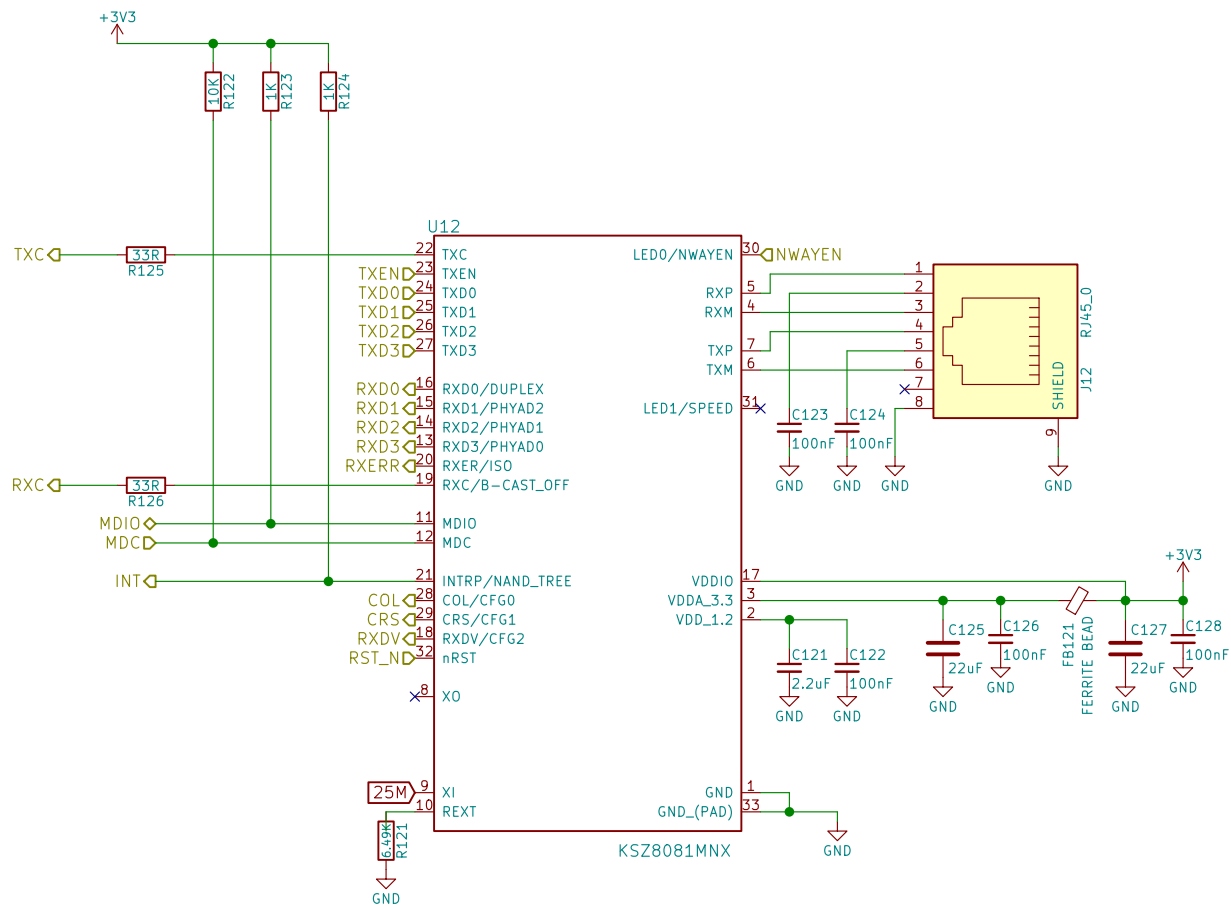 +3V3
10K R122
1K R123
1K R124
U12
TXC 33R 22 TXC
R125
TXEN 23 TXEN
TXD0 24 TXD0
TXD1 25 TXD1
TXD2 26 TXD2
TXD3 27 TXD3
RXD0 16 RXD0/DUPLEX
RXD1 15 RXD1/PHYAD2
RXD2 14 RXD2/PHYAD1
RXD3 13 RXD3/PHYAD0
RXERR 20 RXER/ISO
RXC 33R 19 RXC/B-CAST_OFF
R126
MDIO 11 MDIO
MDC 12 MDC
INT 21 INTRP/NAND_TREE
COL 28 COL/CFG0
CRS 29 CRS/CFG1
RXDV 18 RXDV/CFG2
RST_N 32 nRST
8 XO
25M 9 XI
10 REXT
6.49K R121
GND
LED0/NWAYEN 30 NWAYEN
RXP 5
RXM 4
TXP 7
TXM 6
LED1/SPEED 31
1
2
3
4
5
6
7
8
SHIELD
9
RJ45_0
J12
C123
100nF
GND
C124
100nF
GND
GND
GND
VDDIO 17
VDDA_3.3 3
VDD_1.2 2
C121
2.2uF
GND
C122
100nF
GND
C125
22uF
GND
C126
100nF
GND
FB121
FERRITE BEAD
+3V3
C127
22uF
GND
C128
100nF
GND
GND 1
GND_(PAD) 33
GND
KSZ8081MNX